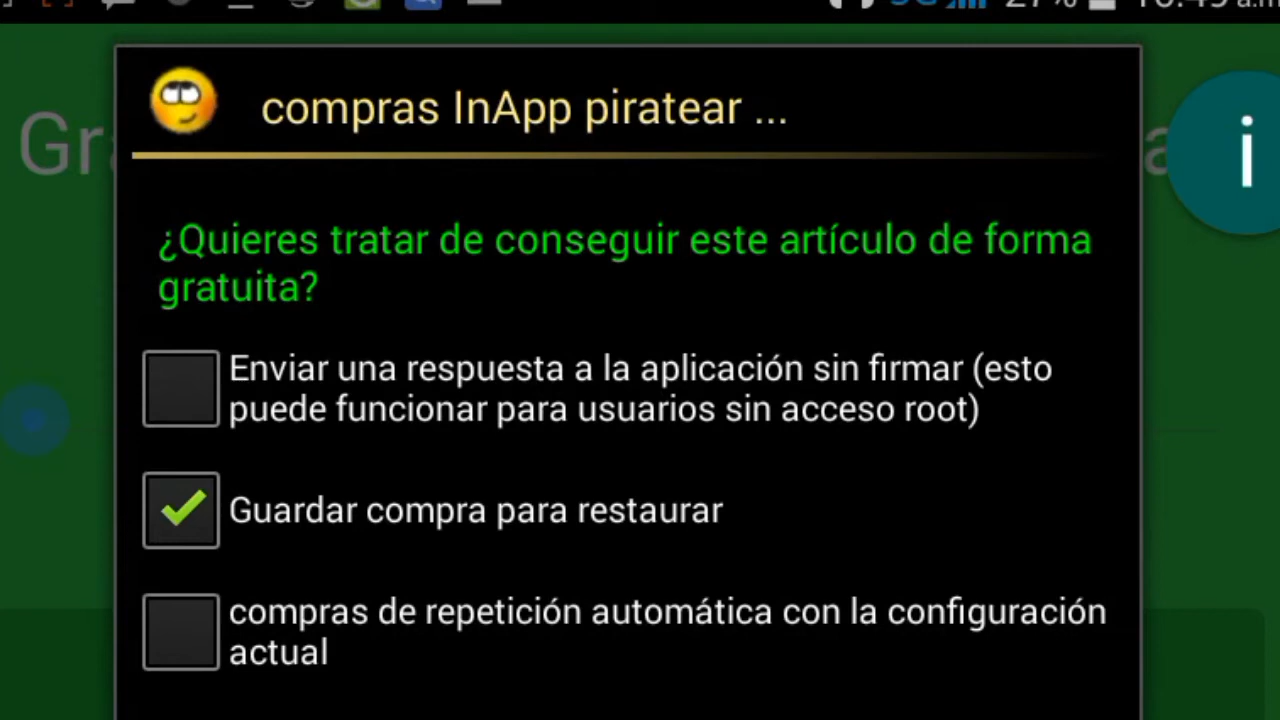 compras InApp piratear ...
Gr
a
i
¿Quieres tratar de conseguir este artículo de forma
gratuita?
Enviar una respuesta a la aplicación sin firmar (esto
puede funcionar para usuarios sin acceso root)
Guardar compra para restaurar
compras de repetición automática con la configuración
actual